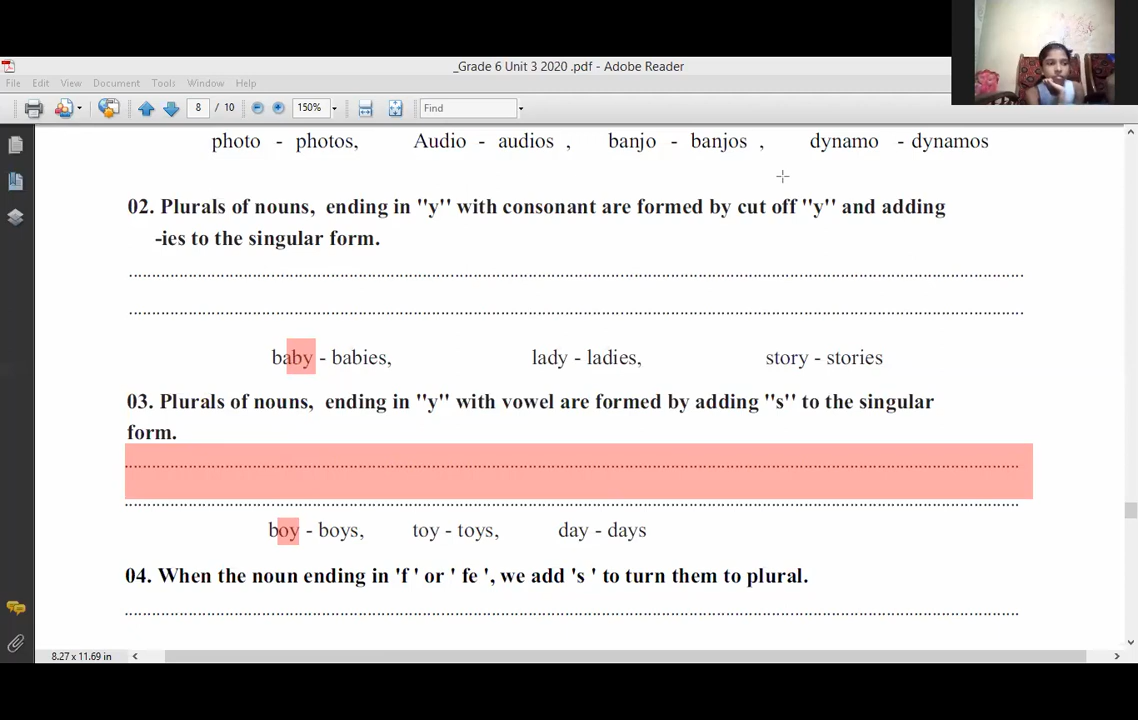 _Grade 6 Unit 3 2020 .pdf - Adobe Reader
File Edit View Document Tools Window Help
8 / 10 150% Find
photo - photos, Audio - audios , banjo - banjos , dynamo - dynamos
02. Plurals of nouns, ending in "y" with consonant are formed by cut off "y" and adding
-ies to the singular form.
baby - babies, lady - ladies, story - stories
03. Plurals of nouns, ending in "y" with vowel are formed by adding "s" to the singular
form.
boy - boys, toy - toys, day - days
04. When the noun ending in 'f ' or ' fe ', we add 's ' to turn them to plural.
8.27 x 11.69 in